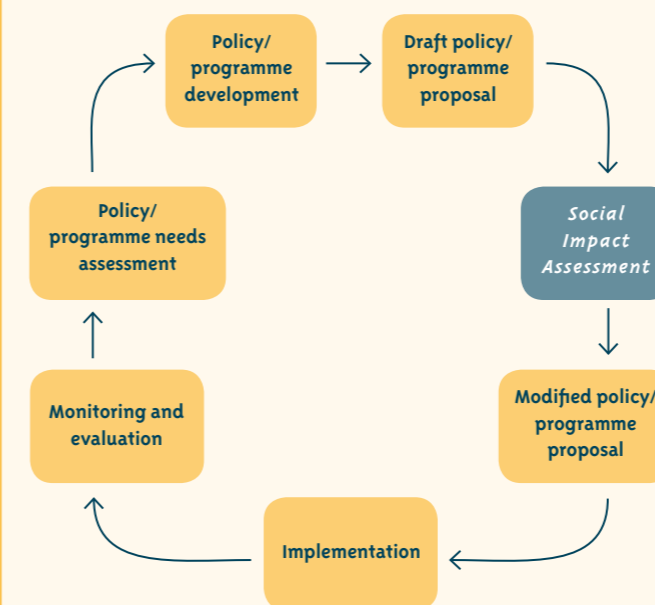 Policy/
programme
development
Draft policy/
programme
proposal
Social
Impact
Assessment
Modified policy/
programme
proposal
Implementation
Monitoring and
evaluation
Policy/
programme needs
assessment